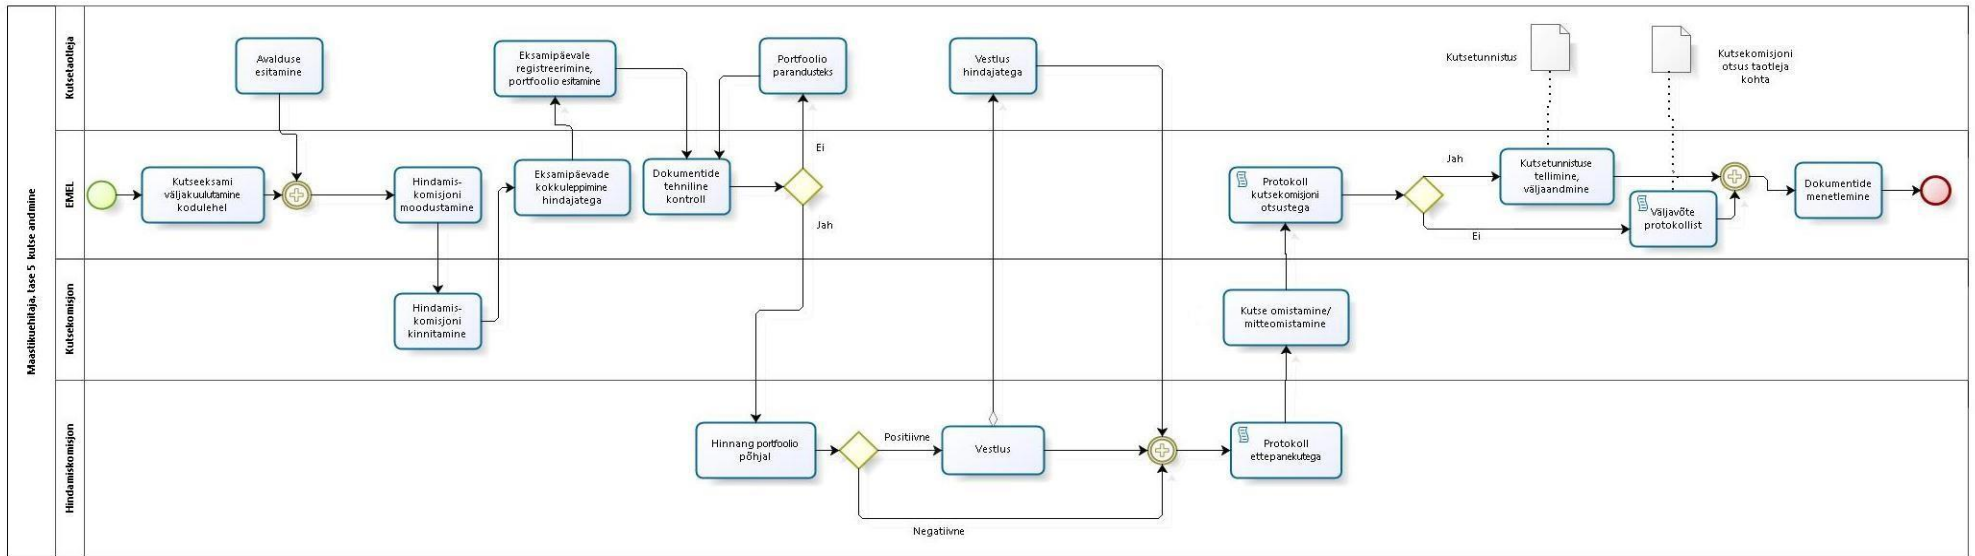 Maastikuehitaja, tase 5 kutse andmine
Kutsetaotleja
Avalduse
esitamine
Eksamipäevale
registreerimine,
portfoolio esitamine
Portfoolio
parandusteks
Vestlus
hindajatega
Kutsetunnistus
Kutsekomisjoni
otsus taotleja
kohta
EMEL
Kutseeksami
väljakuulutamine
kodulehel
Hindamis-
komisjoni
moodustamine
Eksamipäevade
kokkuleppimine
hindajatega
Dokumentide
tehniline
kontroll
Ei
Jah
Protokoll
kutsekomisjoni
otsustega
Jah
Ei
Kutsetunnistuse
tellimine,
väljaandmine
Väljavõte
protokollist
Dokumentide
menetlemine
Kutsekomisjon
Hindamis-
komisjoni
kinnitamine
Kutse omistamine/
mitteomistamine
Hindamiskomisjon
Hinnang portfoolio
põhjal
Positiivne
Negatiivne
Vestlus
Protokoll
ettepanekutega